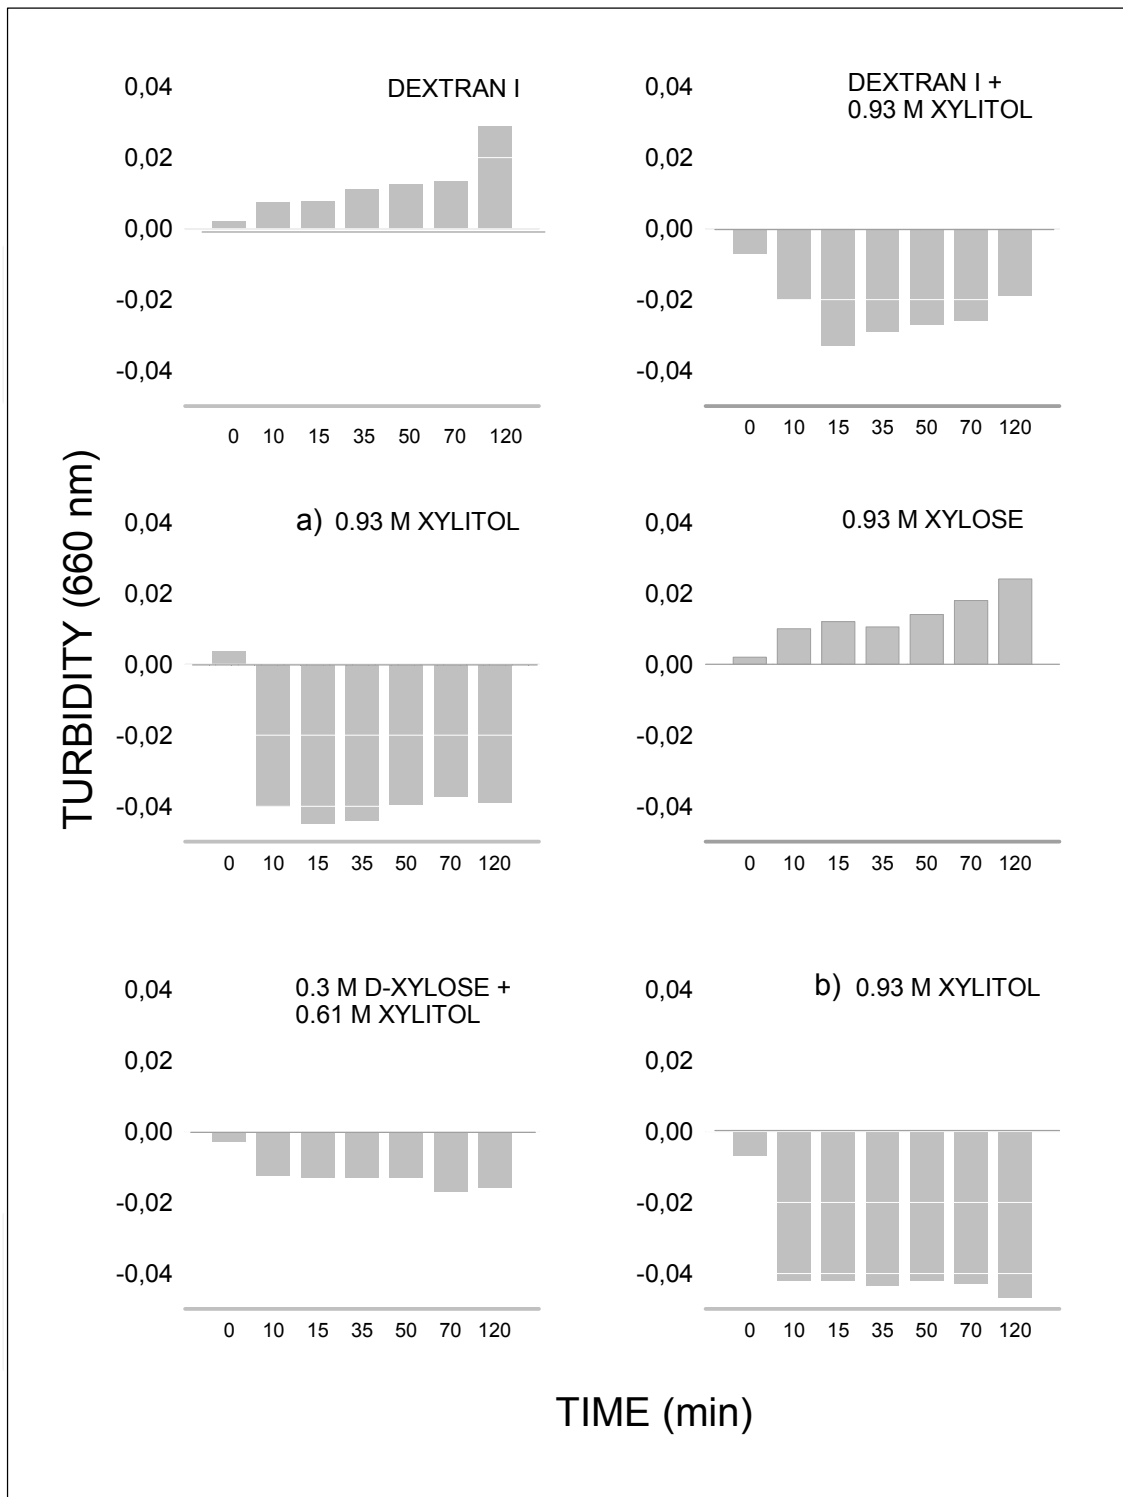 DEXTRAN I
0,04
0,02
0,00
-0,02
-0,04
0 10 15 35 50 70 120
DEXTRAN I +
0.93 M XYLITOL
0,04
0,02
0,00
-0,02
-0,04
0 10 15 35 50 70 120
TURBIDITY (660 nm)
a) 0.93 M XYLITOL
0,04
0,02
0,00
-0,02
-0,04
0 10 15 35 50 70 120
0.93 M XYLOSE
0,04
0,02
0,00
-0,02
-0,04
0 10 15 35 50 70 120
0.3 M D-XYLOSE +
0.61 M XYLITOL
0,04
0,02
0,00
-0,02
-0,04
0 10 15 35 50 70 120
b) 0.93 M XYLITOL
0,04
0,02
0,00
-0,02
-0,04
0 10 15 35 50 70 120
TIME (min)